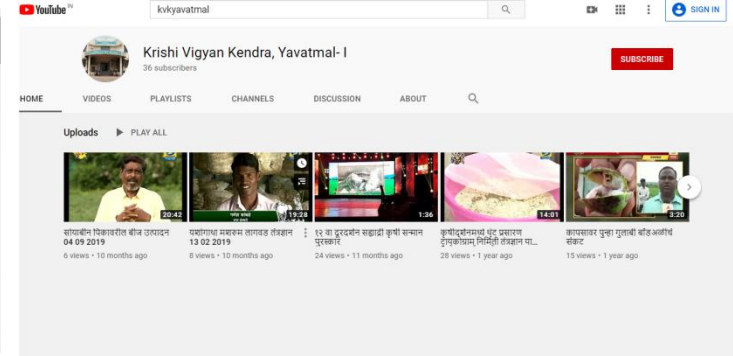 YouTube IN
kvkyavatmal
SIGN IN
Krishi Vigyan Kendra, Yavatmal- I
36 subscribers
SUBSCRIBE
HOME VIDEOS PLAYLISTS CHANNELS DISCUSSION ABOUT
Uploads PLAY ALL
20:42 19:28 1:36 14:01 3:20
सोयाबीन पिकावरील बीज उत्पादन
04 09 2019
6 views • 10 months ago
यशोगाथा मशरूम लागवड तंत्रज्ञान
13 02 2019
8 views • 10 months ago
१२ वा दूरदर्शन सह्याद्री कृषी सन्मान
पुरस्कार
24 views • 11 months ago
कृषीदर्शनमध्ये थेट प्रसारण
ट्रायकोग्रामा निर्मिती तंत्रज्ञान या...
28 views • 1 year ago
कापसावर पुन्हा गुलाबी बोंडअळीचे
संकट
15 views • 1 year ago